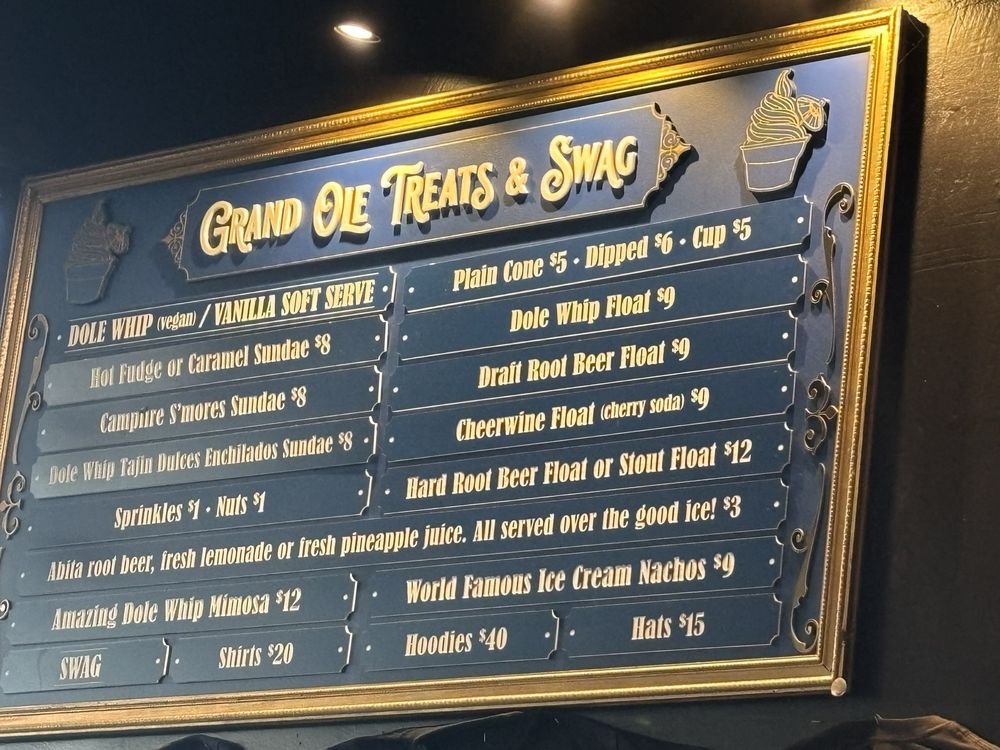 GRAND OLE TREATS & SWAG
DOLE WHIP (vegan) / VANILLA SOFT SERVE
Hot Fudge or Caramel Sundae $8
Campfire S'mores Sundae $8
Dole Whip Tajin Dulces Enchilados Sundae $8
Sprinkles $1 · Nuts $1
Plain Cone $5 · Dipped $6 · Cup $5
Dole Whip Float $9
Draft Root Beer Float $9
Cheerwine Float (cherry soda) $9
Hard Root Beer Float or Stout Float $12
Abita root beer, fresh lemonade or fresh pineapple juice. All served over the good ice! $3
Amazing Dole Whip Mimosa $12
World Famous Ice Cream Nachos $9
SWAG
Shirts $20
Hoodies $40
Hats $15